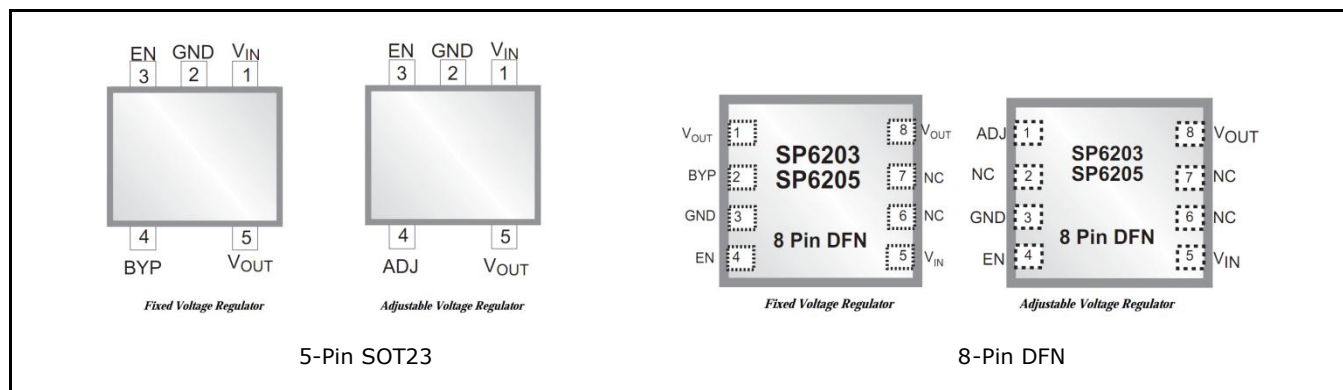 EN GND VIN
3 2 1
4 5
BYP VOUT
Fixed Voltage Regulator
EN GND VIN
3 2 1
4 5
ADJ VOUT
Adjustable Voltage Regulator
5-Pin SOT23
VOUT 1 8 VOUT
SP6203
SP6205
BYP 2 7 NC
GND 3 6 NC
8 Pin DFN
EN 4 5 VIN
Fixed Voltage Regulator
ADJ 1 8 VOUT
SP6203
SP6205
NC 2 7 NC
GND 3 6 NC
8 Pin DFN
EN 4 5 VIN
Adjustable Voltage Regulator
8-Pin DFN